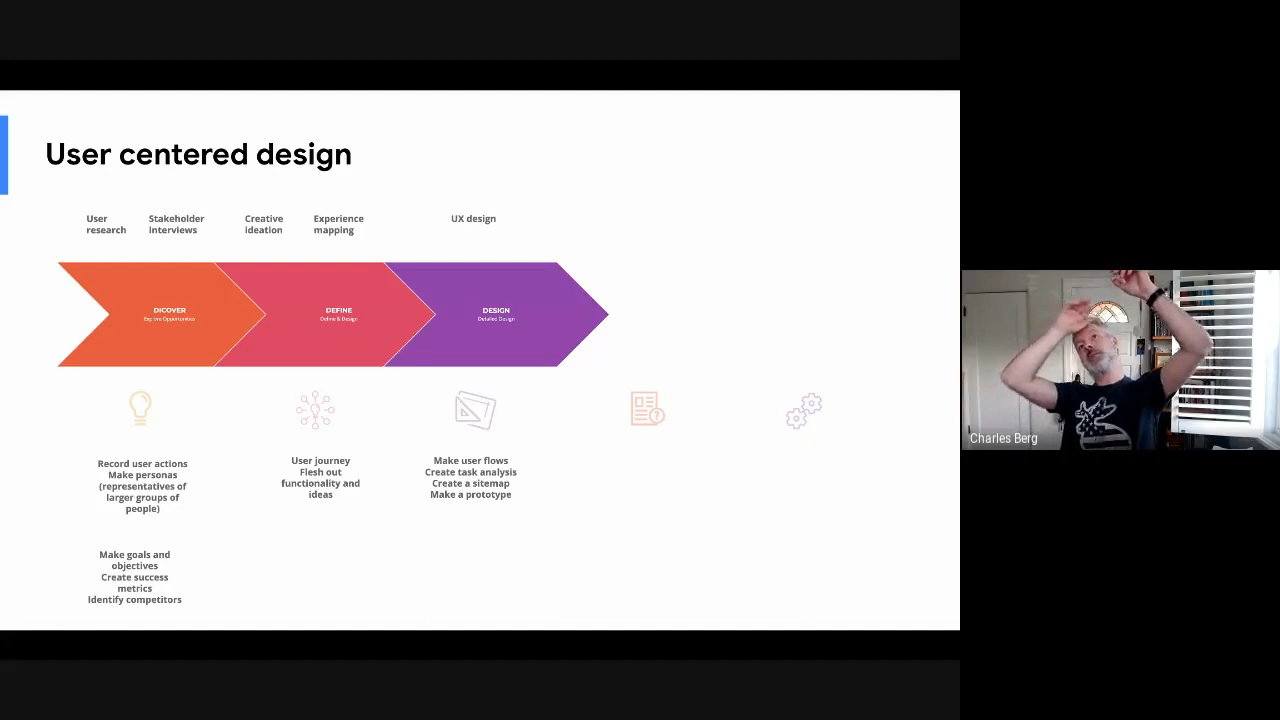 User centered design
User
research
Stakeholder
interviews
Creative
ideation
Experience
mapping
UX design
DICOVER
Explore Opportunities
DEFINE
Define & Design
DESIGN
Detailed Design
Record user actions
Make personas
(representatives of
larger groups of
people)
User journey
Flesh out
functionality and
ideas
Make user flows
Create task analysis
Create a sitemap
Make a prototype
Make goals and
objectives
Create success
metrics
Identify competitors
Charles Berg